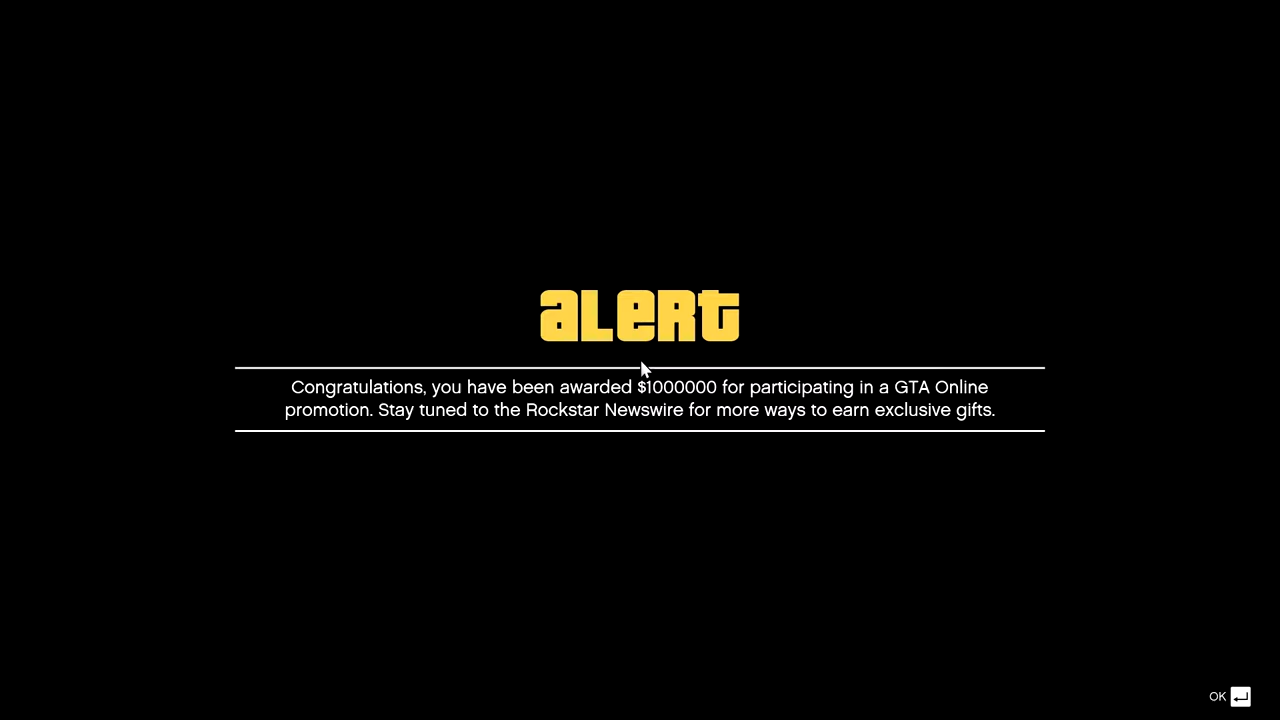 alert
Congratulations, you have been awarded $1000000 for participating in a GTA Online
promotion. Stay tuned to the Rockstar Newswire for more ways to earn exclusive gifts.
OK